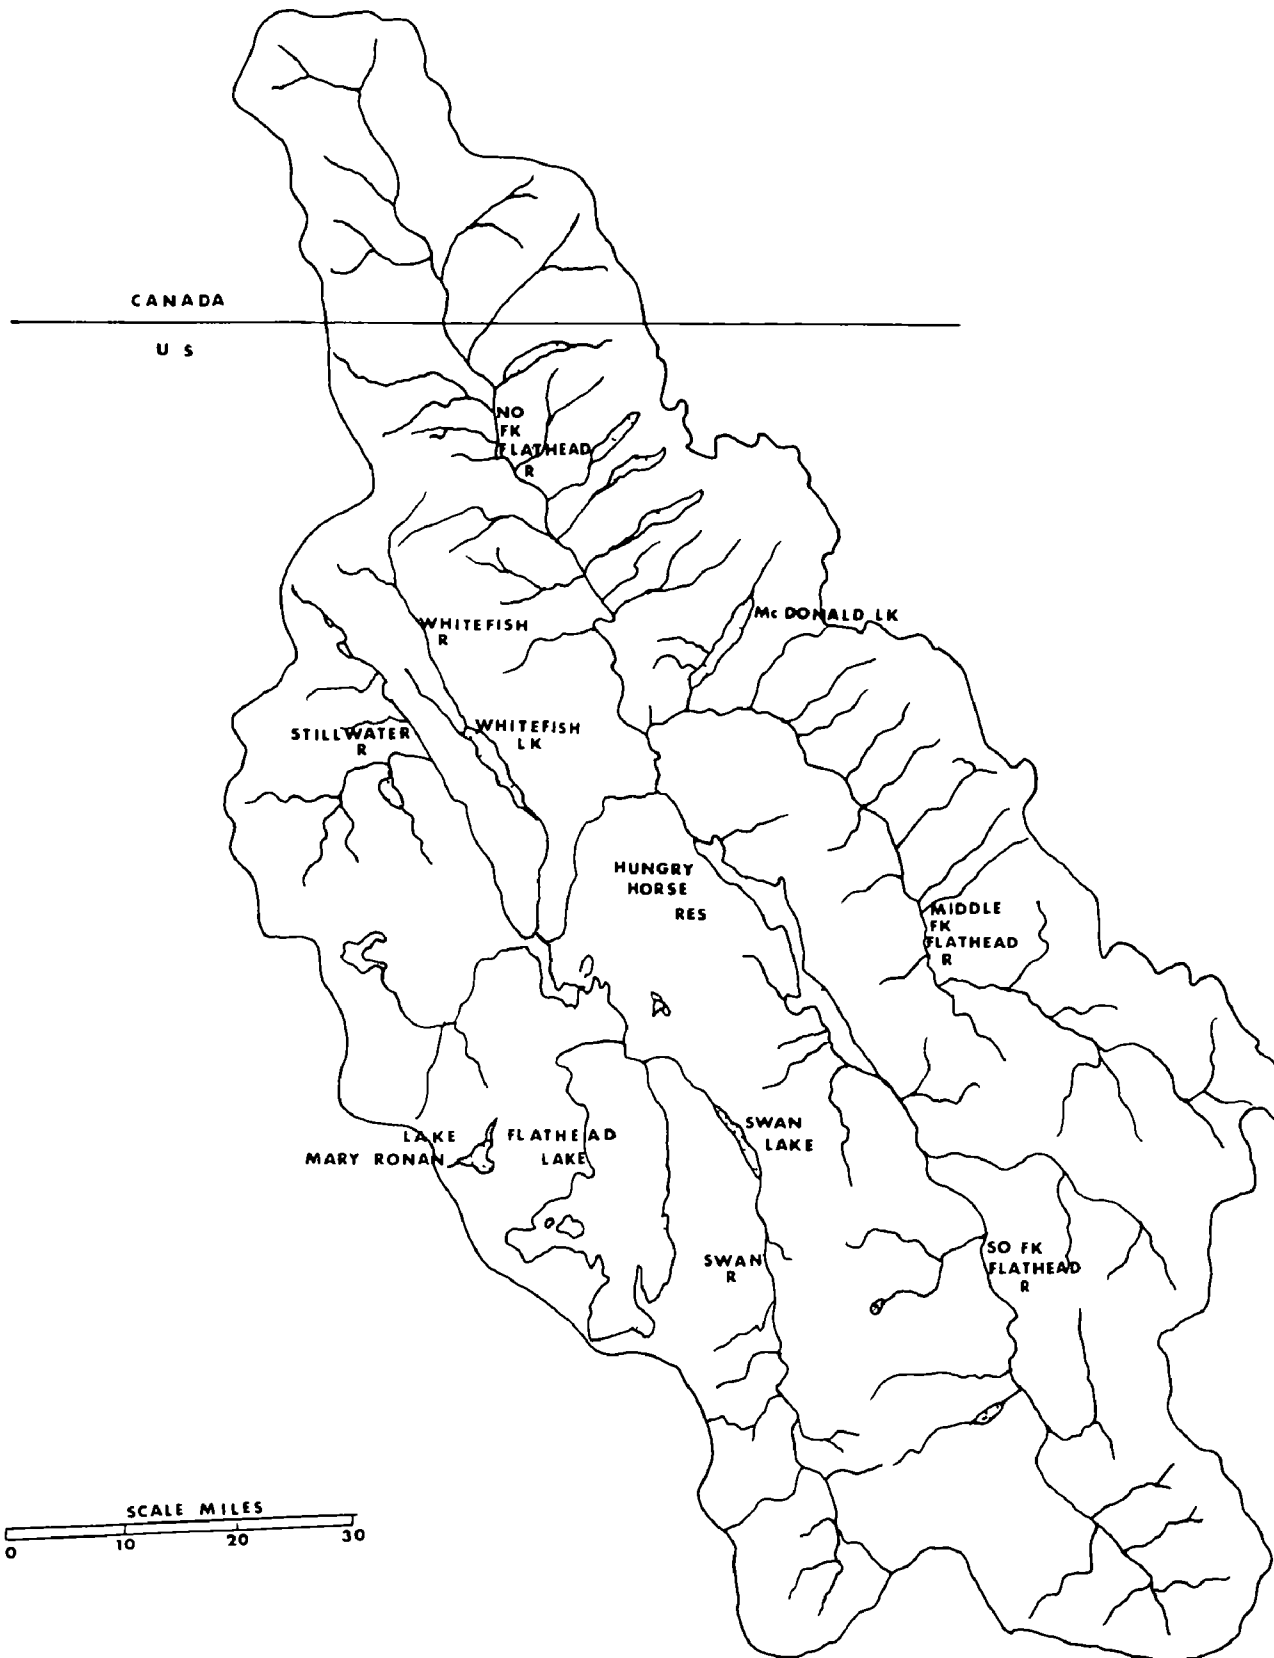 CANADA
U S
NO
FK
FLATHEAD
R
McDONALD LK
WHITEFISH
R
WHITEFISH
LK
STILLWATER
R
HUNGRY
HORSE
RES
MIDDLE
FK
FLATHEAD
R
LAKE
MARY RONAN
FLATHEAD
LAKE
SWAN
LAKE
SWAN
R
SO FK
FLATHEAD
R
SCALE MILES
0 10 20 30